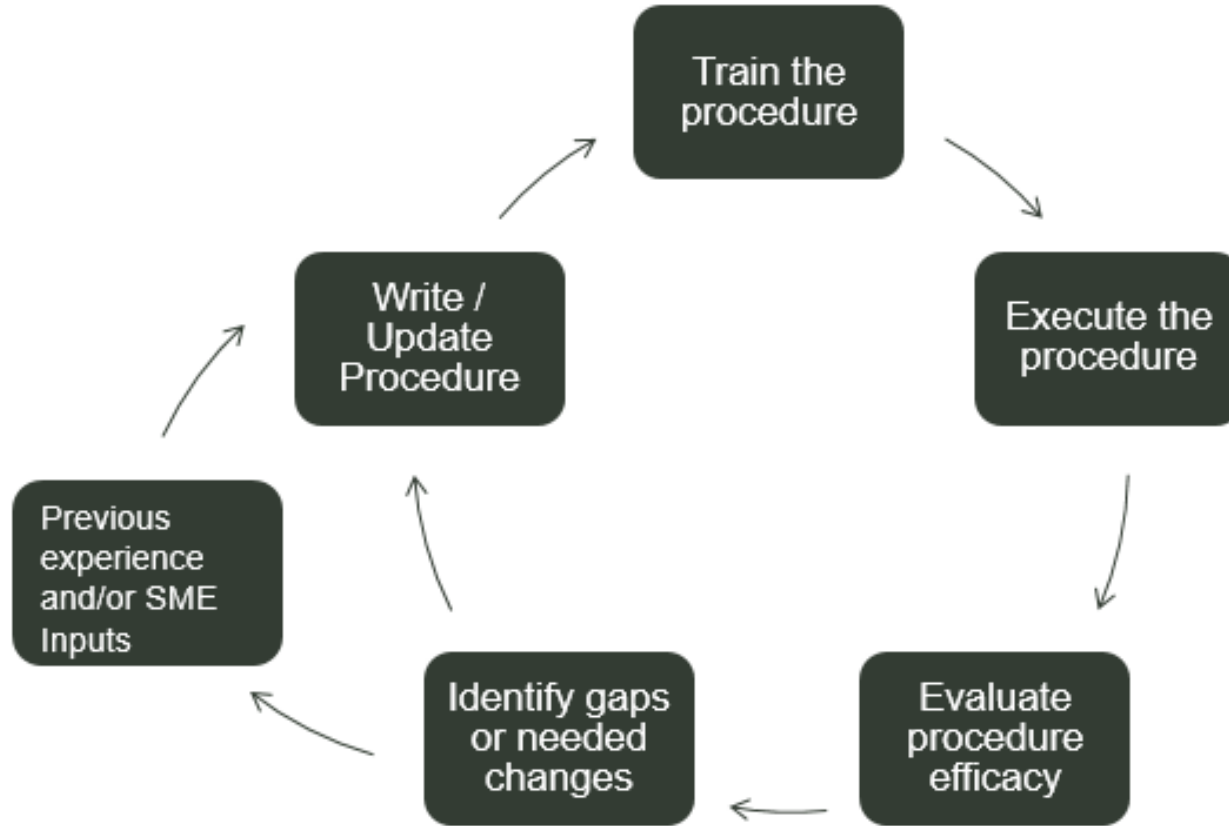 Train the
procedure
Write /
Update
Procedure
Execute the
procedure
Previous
experience
and/or SME
Inputs
Identify gaps
or needed
changes
Evaluate
procedure
efficacy